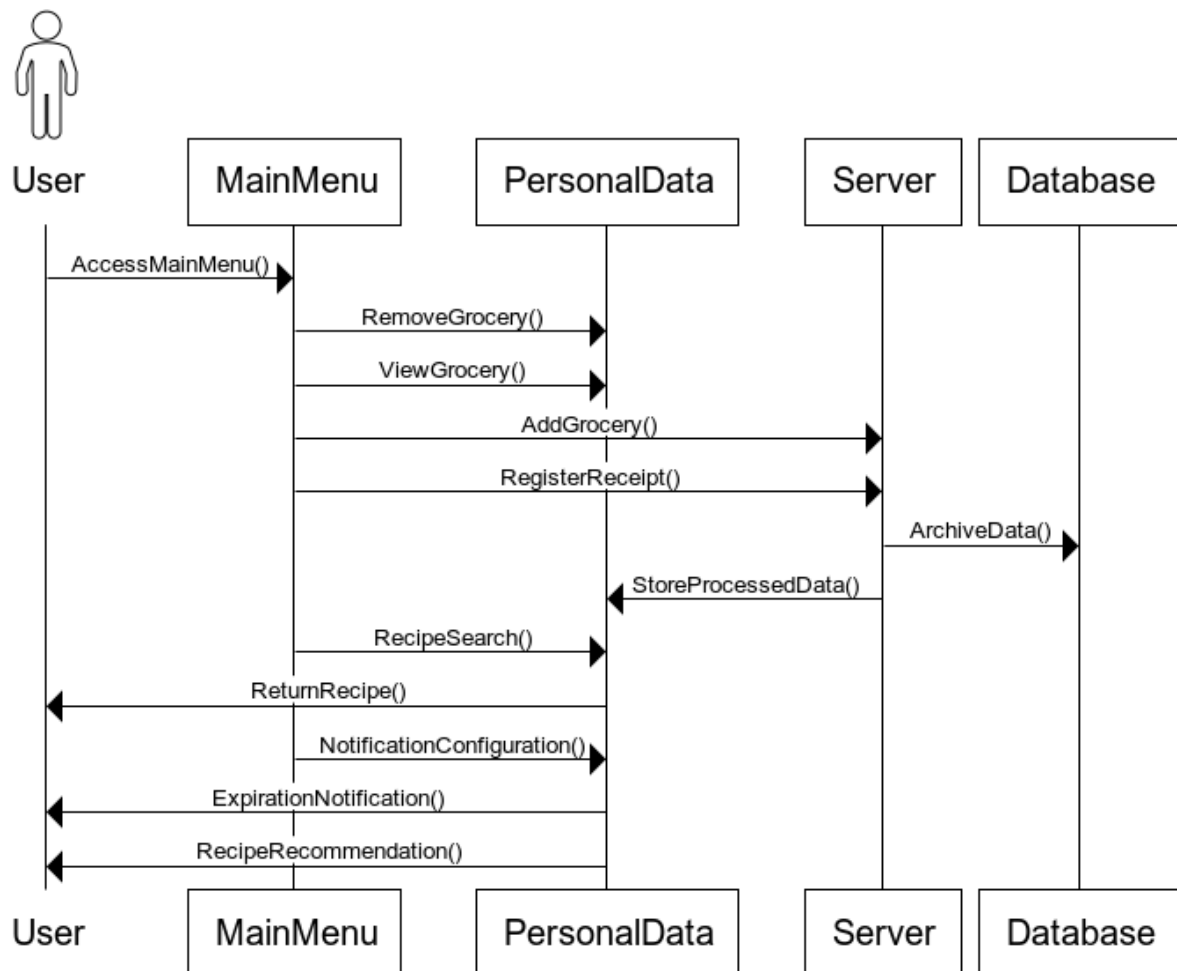 User MainMenu PersonalData Server Database
AccessMainMenu()
RemoveGrocery()
ViewGrocery()
AddGrocery()
RegisterReceipt()
ArchiveData()
StoreProcessedData()
RecipeSearch()
ReturnRecipe()
NotificationConfiguration()
ExpirationNotification()
RecipeRecommendation()
User MainMenu PersonalData Server Database